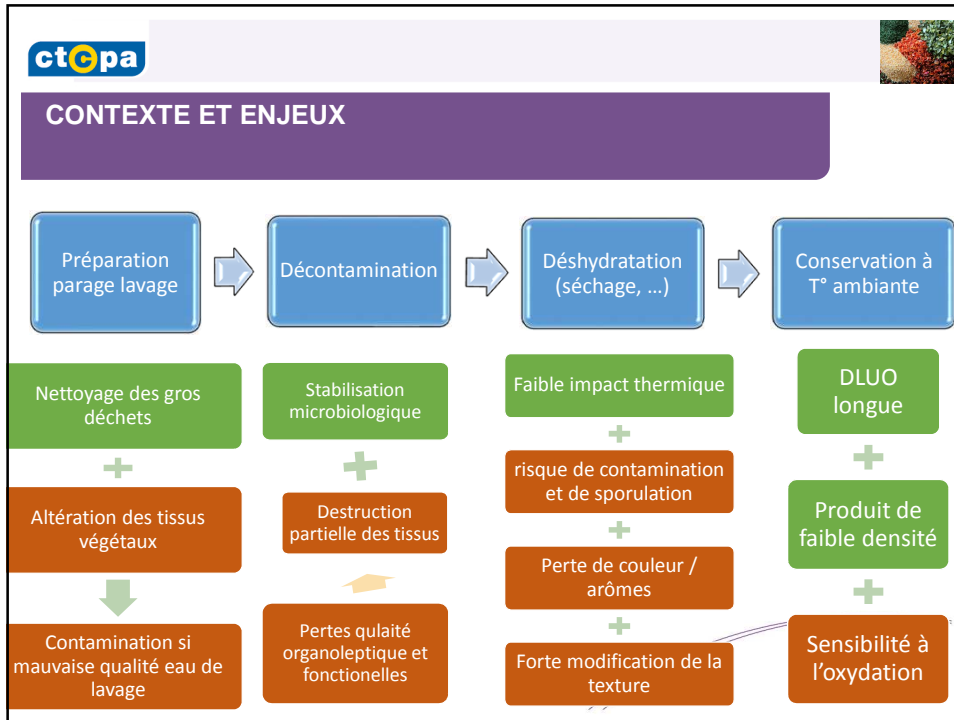 ctcpa
CONTEXTE ET ENJEUX
Préparation
parage lavage
Décontamination
Déshydratation
(séchage, …)
Conservation à
T° ambiante
Nettoyage des gros
déchets
Altération des tissus
végétaux
Contamination si
mauvaise qualité eau de
lavage
Stabilisation
microbiologique
Destruction
partielle des tissus
Pertes qulaité
organoleptique et
fonctionelles
Faible impact thermique
risque de contamination
et de sporulation
Perte de couleur /
arômes
Forte modification de la
texture
DLUO
longue
Produit de
faible densité
Sensibilité à
l’oxydation